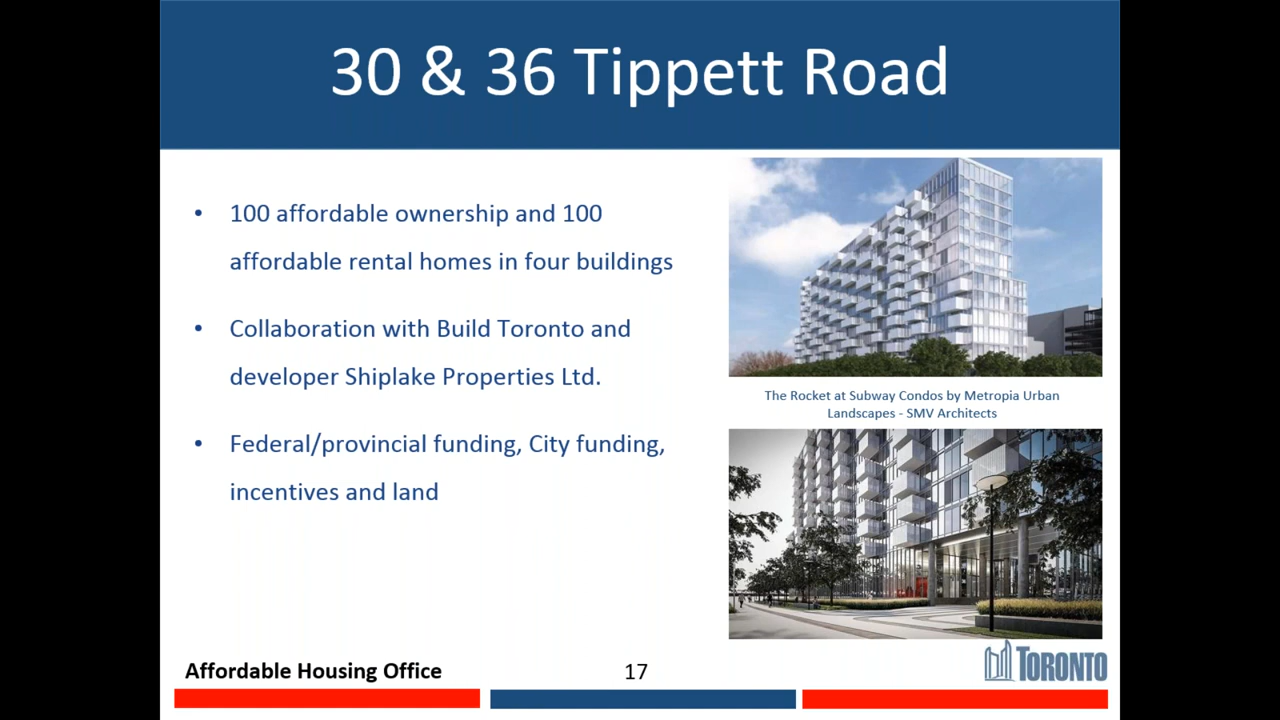 30 & 36 Tippett Road
• 100 affordable ownership and 100
affordable rental homes in four buildings
• Collaboration with Build Toronto and
developer Shiplake Properties Ltd.
• Federal/provincial funding, City funding,
incentives and land
The Rocket at Subway Condos by Metropia Urban
Landscapes - SMV Architects
Affordable Housing Office
17
TORONTO